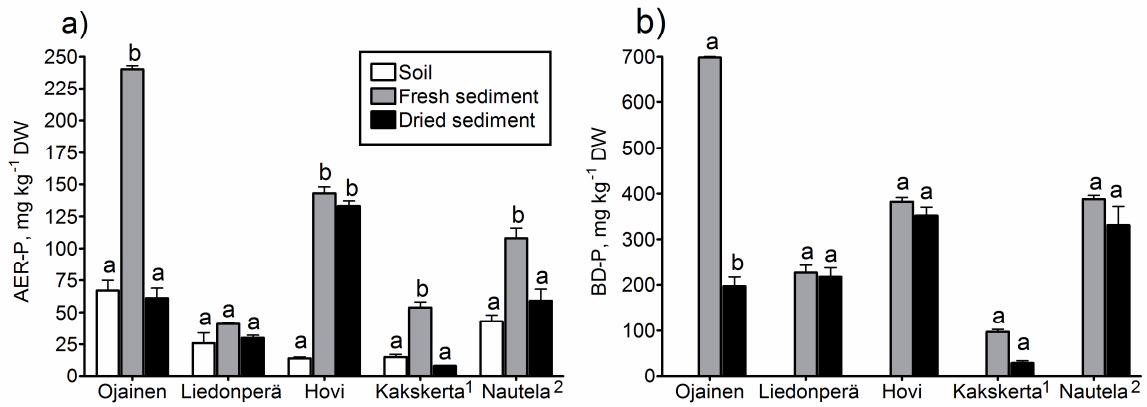 a)
AER-P, mg kg⁻¹ DW
250
225
200
175
150
125
100
75
50
25
0
Soil
Fresh sediment
Dried sediment
a b a
a a a
a b b
a b a
a b a
Ojainen Liedonperä Hovi Kakskerta¹ Nautela²
b)
BD-P, mg kg⁻¹ DW
700
600
500
400
300
200
100
0
a b
a a
a a
a a
a a
Ojainen Liedonperä Hovi Kakskerta¹ Nautela²